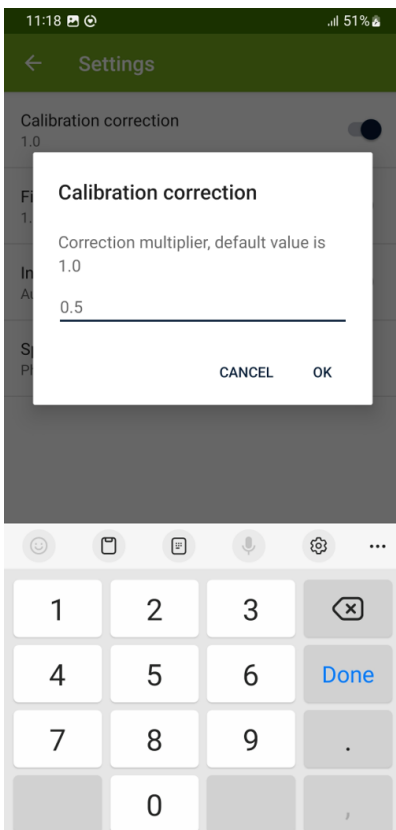 11:18 51%
Settings
Calibration correction
1.0
Calibration correction
Correction multiplier, default value is
1.0
0.5
CANCEL OK
1 2 3
4 5 6 Done
7 8 9 .
0 ,